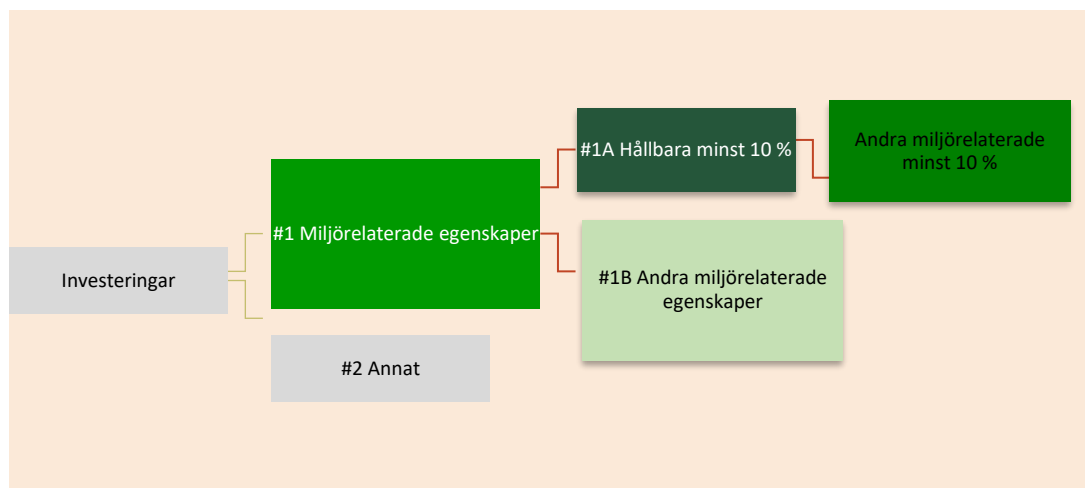 Investeringar
#1 Miljörelaterade egenskaper
#2 Annat
#1A Hållbara minst 10 %
#1B Andra miljörelaterade
egenskaper
Andra miljörelaterade
minst 10 %